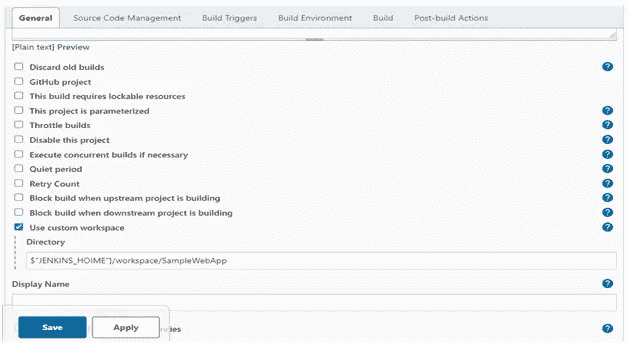 General Source Code Management Build Triggers Build Environment Build Post-build Actions
[Plain text] Preview
Discard old builds
GitHub project
This build requires lockable resources
This project is parameterized
Throttle builds
Disable this project
Execute concurrent builds if necessary
Quiet period
Retry Count
Block build when upstream project is building
Block build when downstream project is building
Use custom workspace
Directory
$"JENKINS_HOIME"}/workspace/SampleWebApp
Display Name
Save Apply